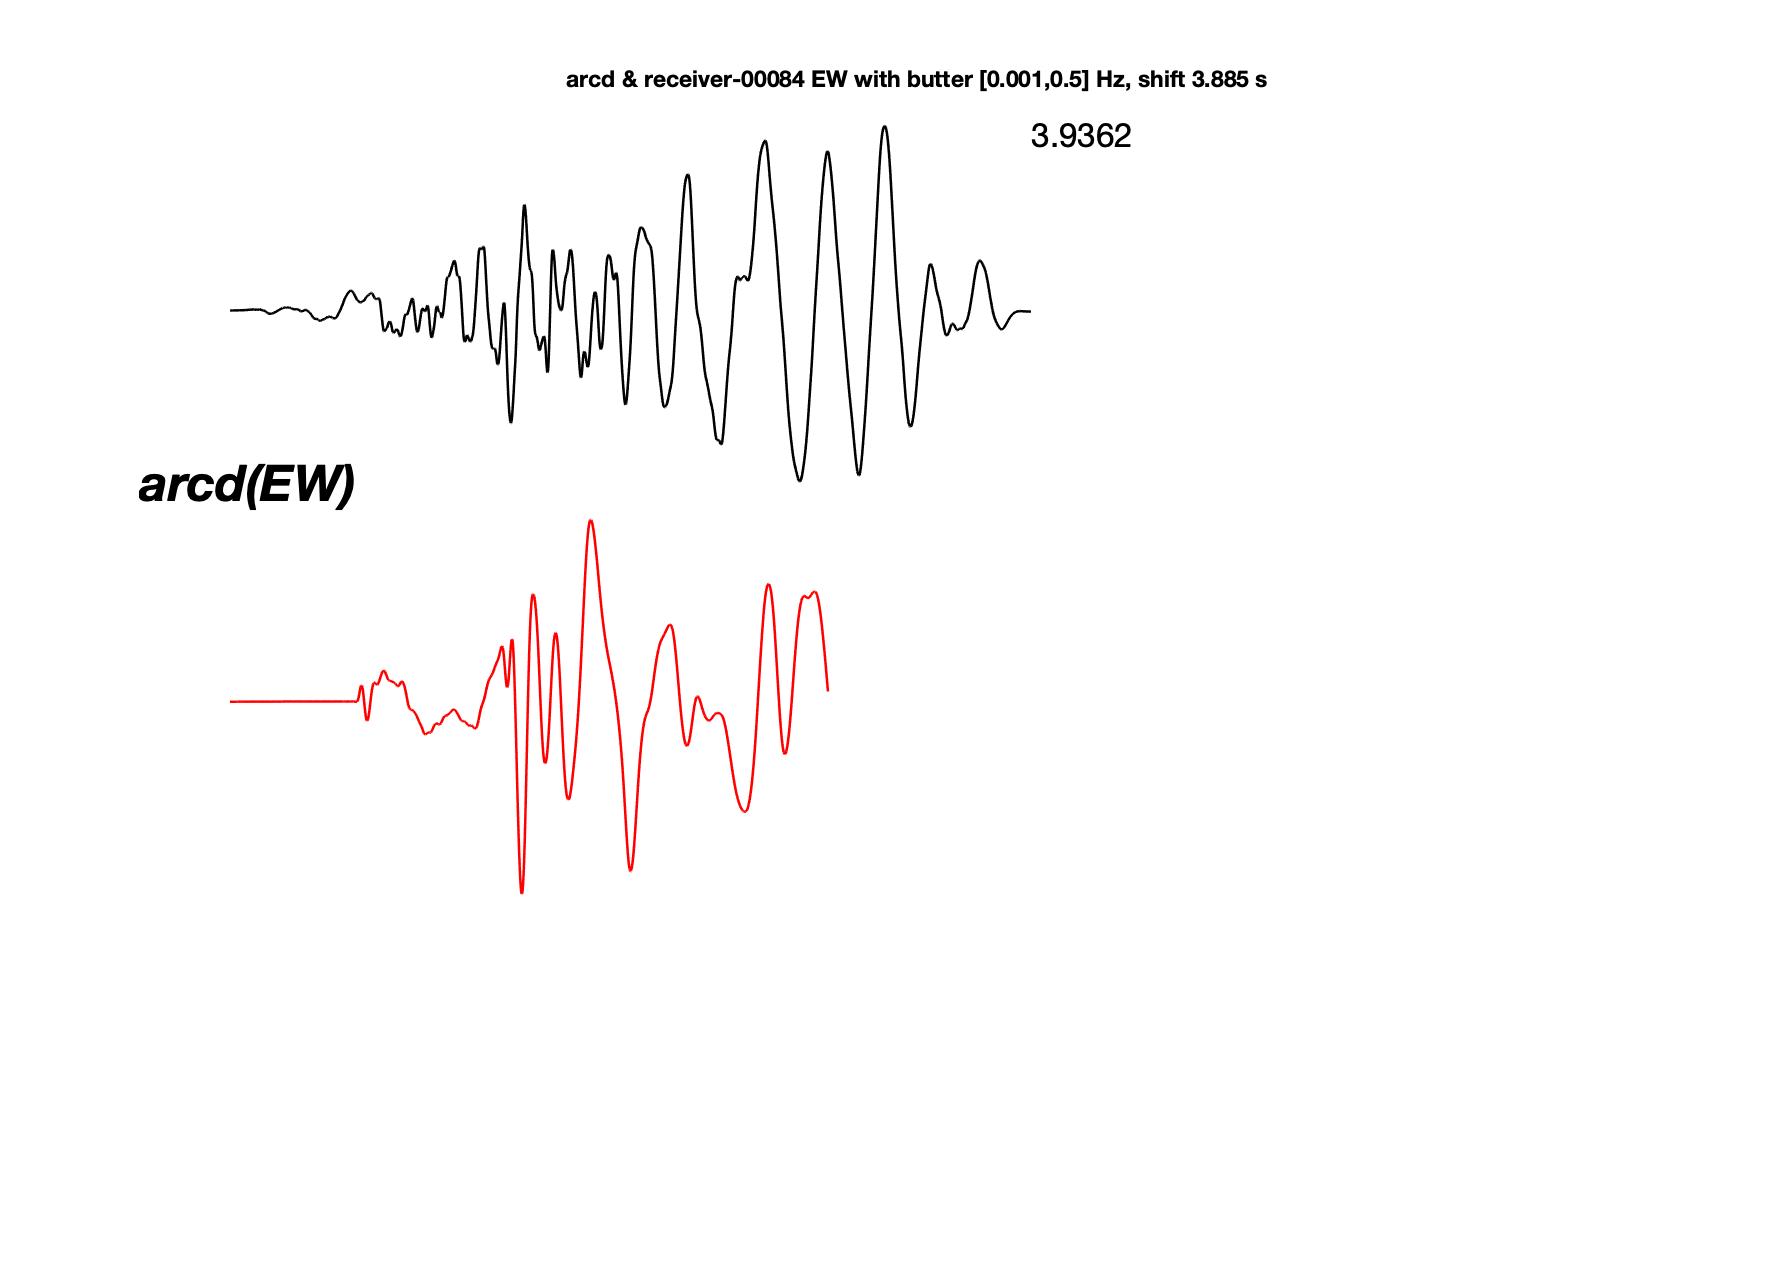 arcd & receiver-00084 EW with butter [0.001,0.5] Hz, shift 3.885 s
3.9362
arcd(EW)